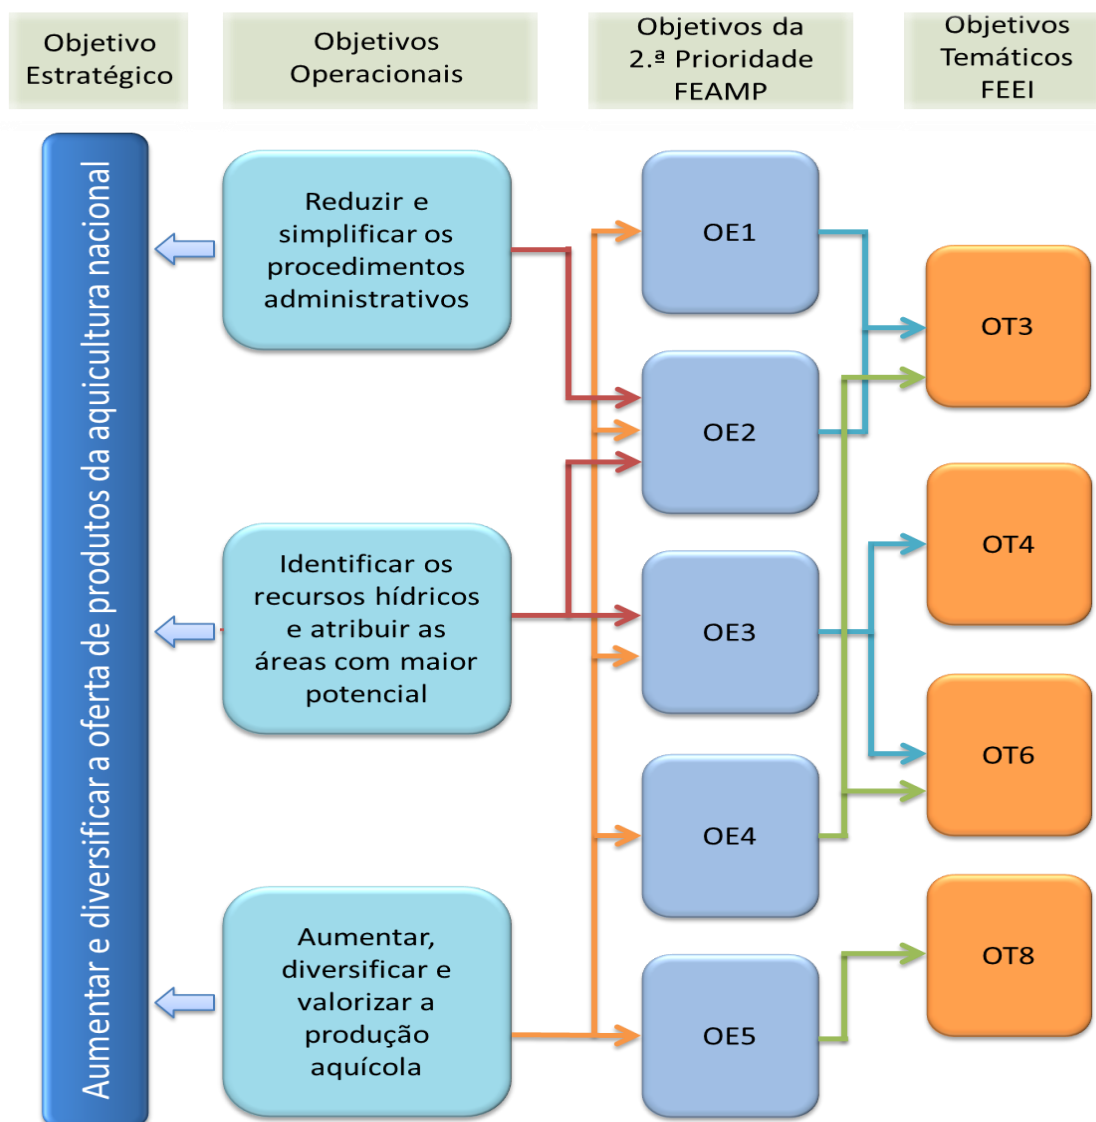 Objetivo
Estratégico
Objetivos
Operacionais
Objetivos da
2.ª Prioridade
FEAMP
Objetivos
Temáticos
FEEI
Aumentar e diversificar a oferta de produtos da aquicultura nacional
Reduzir e
simplificar os
procedimentos
administrativos
Identificar os
recursos hídricos
e atribuir as
áreas com maior
potencial
Aumentar,
diversificar e
valorizar a
produção
aquícola
OE1
OE2
OE3
OE4
OE5
OT3
OT4
OT6
OT8